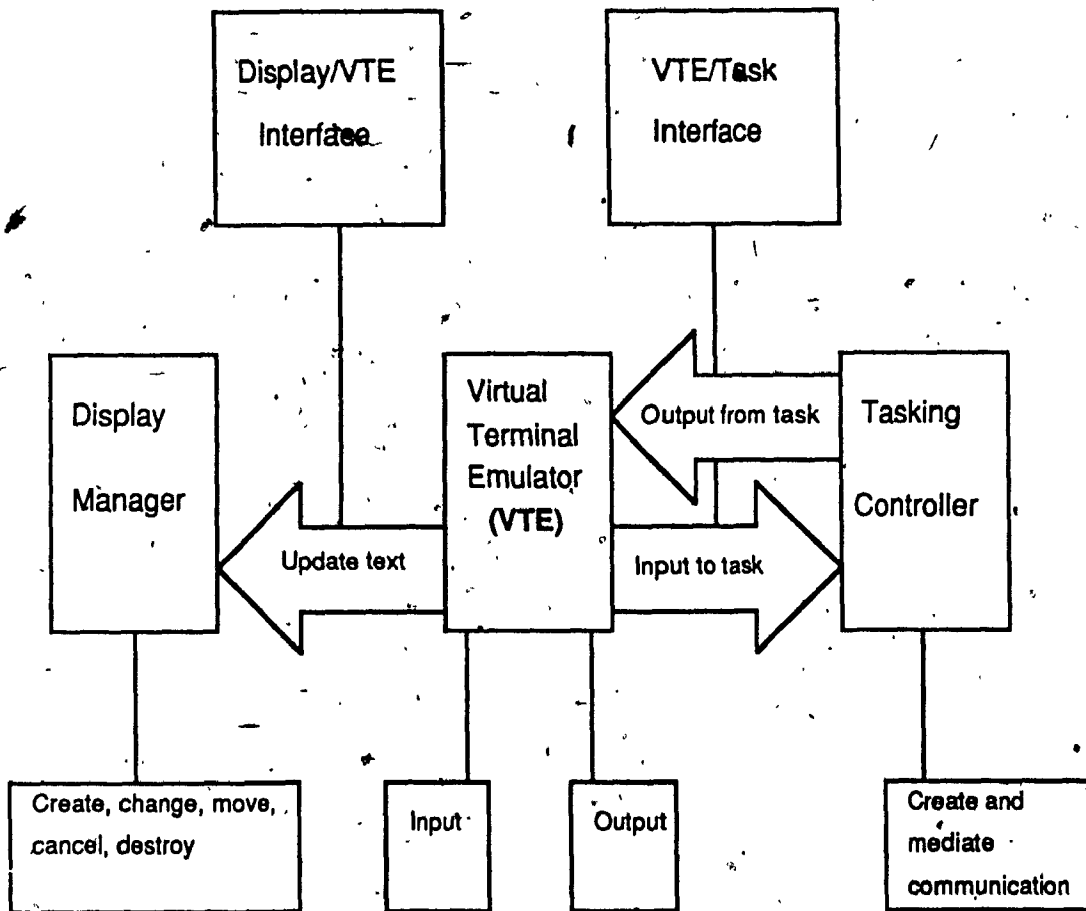 Display/VTE
Interface
VTE/Task
Interface
Display
Manager
Update text
Virtual
Terminal
Emulator
(VTE)
Output from task
Input to task
Tasking
Controller
Create, change, move,
cancel, destroy
Input
Output
Create and
mediate
communication